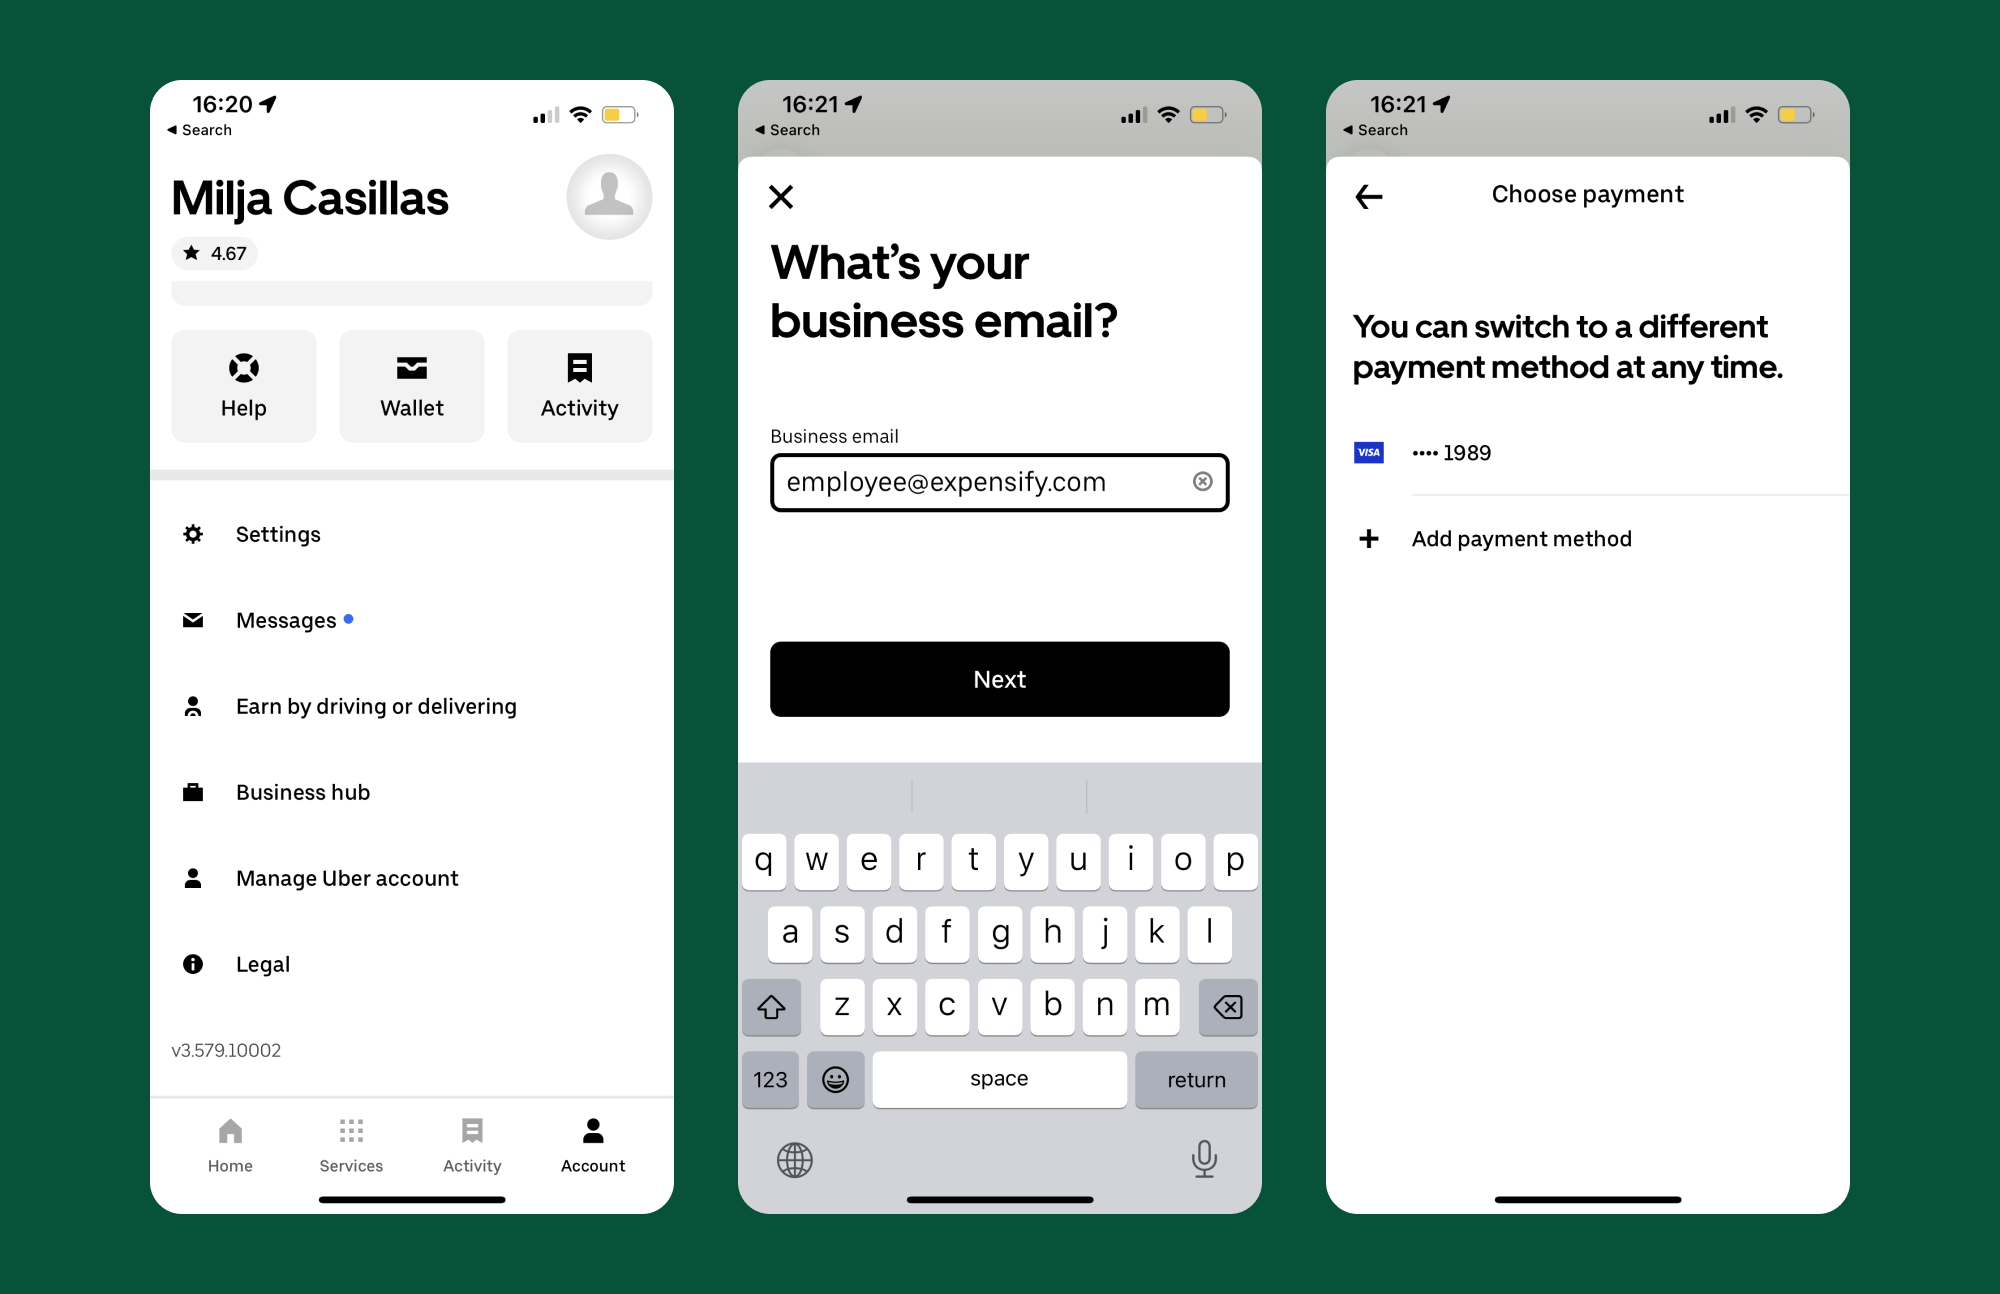 16:20
◀ Search
Milja Casillas
★ 4.67
Help
Wallet
Activity
Settings
Messages
Earn by driving or delivering
Business hub
Manage Uber account
Legal
v3.579.10002
Home
Services
Activity
Account
16:21
◀ Search
What's your
business email?
Business email
employee@expensify.com
Next
q w e r t y u i o p
a s d f g h j k l
z x c v b n m
123
space
return
16:21
◀ Search
Choose payment
You can switch to a different
payment method at any time.
VISA
•••• 1989
Add payment method